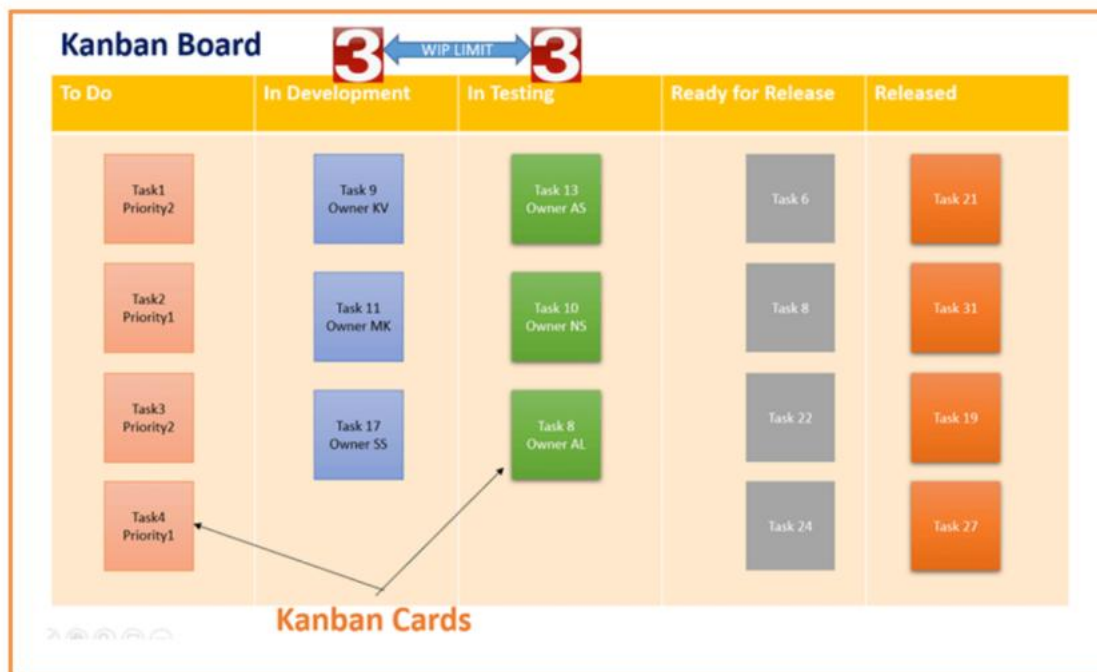 Kanban Board
3 WIP LIMIT 3
To Do
In Development
In Testing
Ready for Release
Released
Task1
Priority2
Task 9
Owner KV
Task 13
Owner AS
Task 6
Task 21
Task2
Priority1
Task 11
Owner MK
Task 10
Owner NS
Task 8
Task 31
Task3
Priority2
Task 17
Owner SS
Task 8
Owner AL
Task 22
Task 19
Task4
Priority1
Task 24
Task 27
Kanban Cards